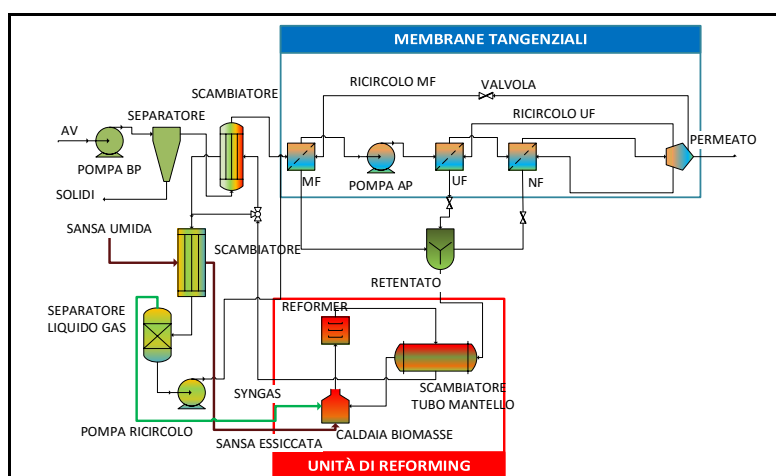 MEMBRANE TANGENZIALI
SCAMBIATORE
RICIRCOLO MF
VALVOLA
SEPARATORE
RICIRCOLO UF
AV
PERMEATO
POMPA BP
MF
POMPA AP
UF
NF
SOLIDI
SANSA UMIDA
SCAMBIATORE
RETENTATO
SEPARATORE
LIQUIDO GAS
REFORMER
SCAMBIATORE
TUBO MANTELLO
SYNGAS
POMPA RICIRCOLO
SANSA ESSICCATA
CALDAIA BIOMASSE
UNITÀ DI REFORMING